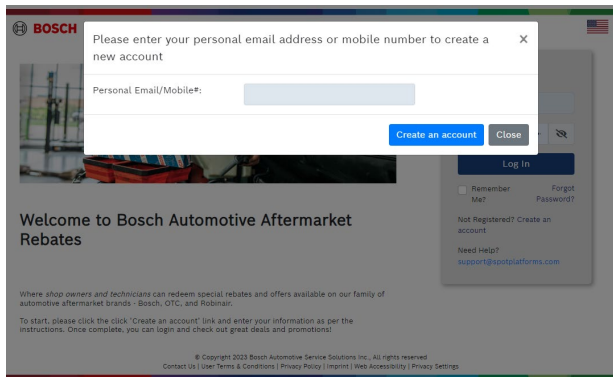 BOSCH
Please enter your personal email address or mobile number to create a
new account
×
Personal Email/Mobile#:
Create an account
Close
Log In
Remember
Me?
Forgot
Password?
Not Registered? Create an
account
Need Help?
support@spotplatforms.com
Welcome to Bosch Automotive Aftermarket
Rebates
Where shop owners and technicians can redeem special rebates and offers available on our family of
automotive aftermarket brands - Bosch, OTC, and Robinair.
To start, please click the click 'Create an account' link and enter your information as per the
instructions. Once complete, you can login and check out great deals and promotions!
© Copyright 2023 Bosch Automotive Service Solutions Inc., All rights reserved
Contact Us | User Terms & Conditions | Privacy Policy | Imprint | Web Accessibility | Privacy Settings